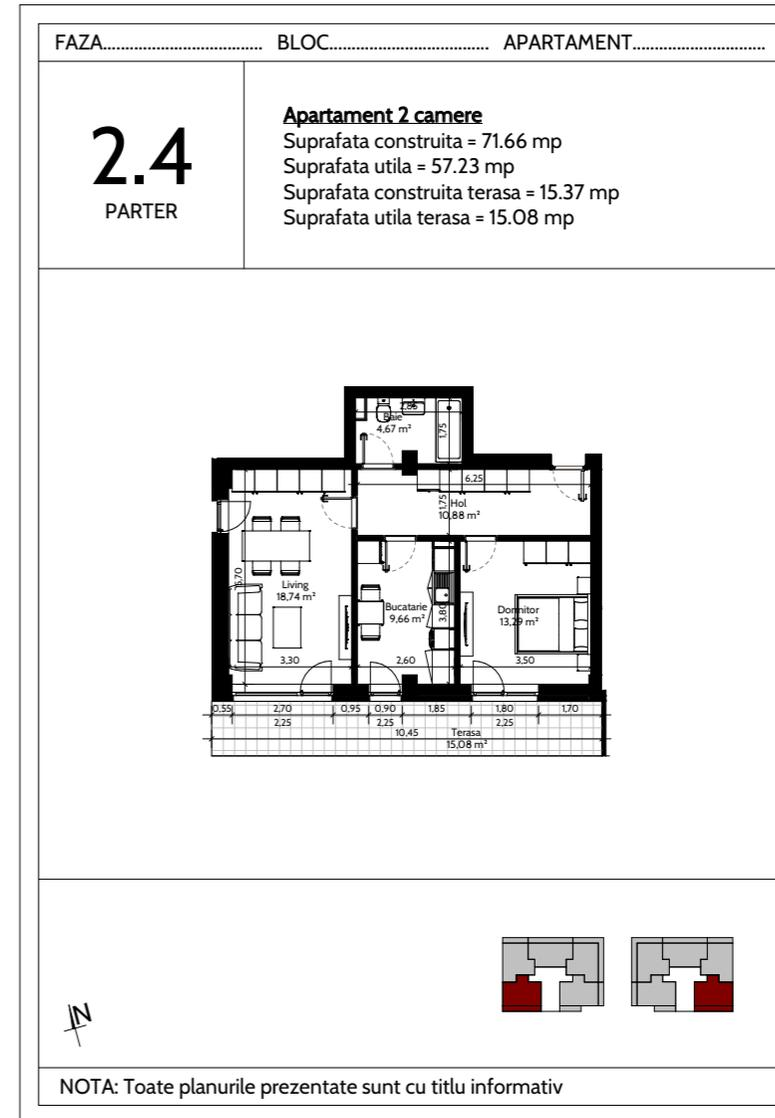 FAZA.................................... BLOC.................................... APARTAMENT..............................
2.4
PARTER
Apartament 2 camere
Suprafata construita = 71.66 mp
Suprafata utila = 57.23 mp
Suprafata construita terasa = 15.37 mp
Suprafata utila terasa = 15.08 mp
2,85
Baie
4,67 m²
1,75
6,25
1,75
Hol
10,88 m²
5,70
Living
18,74 m²
Bucatarie
9,66 m²
3,80
Dormitor
13,29 m²
3,30
2,60
3,50
0,55 2,70 0,95 0,90 1,85 1,80 1,70
2,25 2,25 2,25
10,45
Terasa
15,08 m²
N
NOTA: Toate planurile prezentate sunt cu titlu informativ